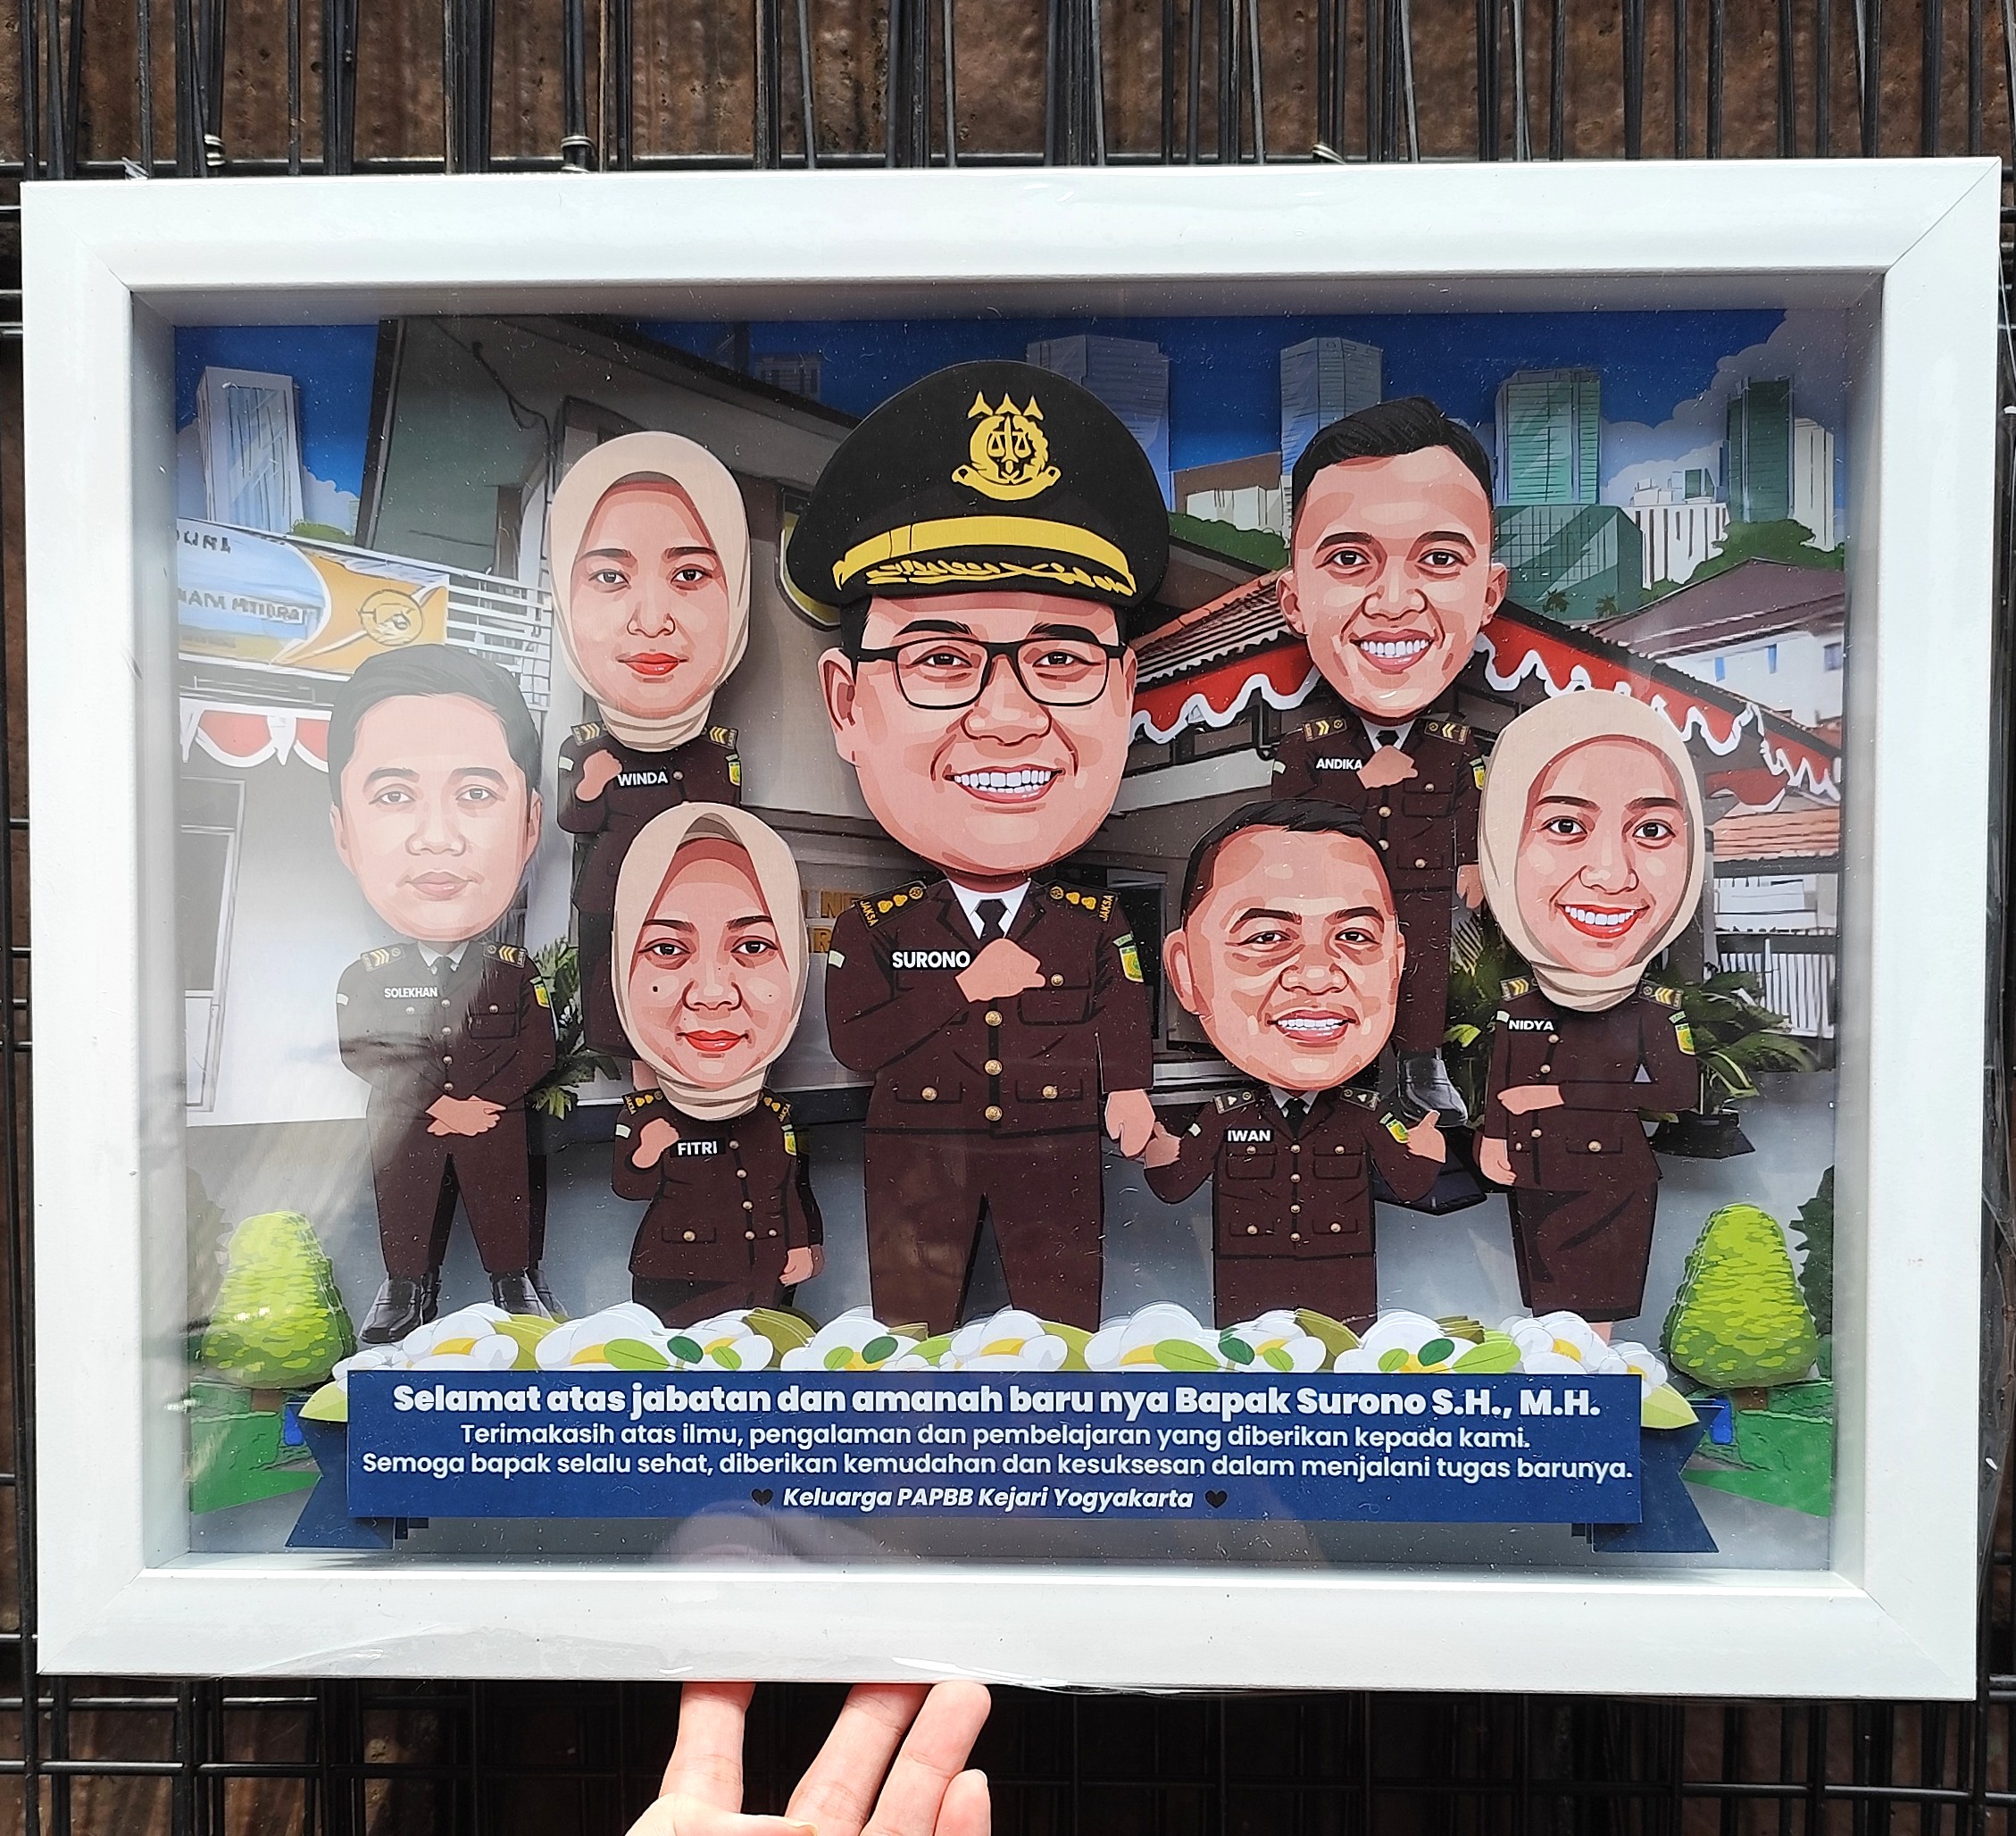 WINDA
ANDIKA
JAKSA
JAKSA
SURONO
SOLEKHAN
NIDYA
FITRI
IWAN
Selamat atas jabatan dan amanah baru nya Bapak Surono S.H., M.H.
Terimakasih atas ilmu, pengalaman dan pembelajaran yang diberikan kepada kami.
Semoga bapak selalu sehat, diberikan kemudahan dan kesuksesan dalam menjalani tugas barunya.
Keluarga PAPBB Kejari Yogyakarta